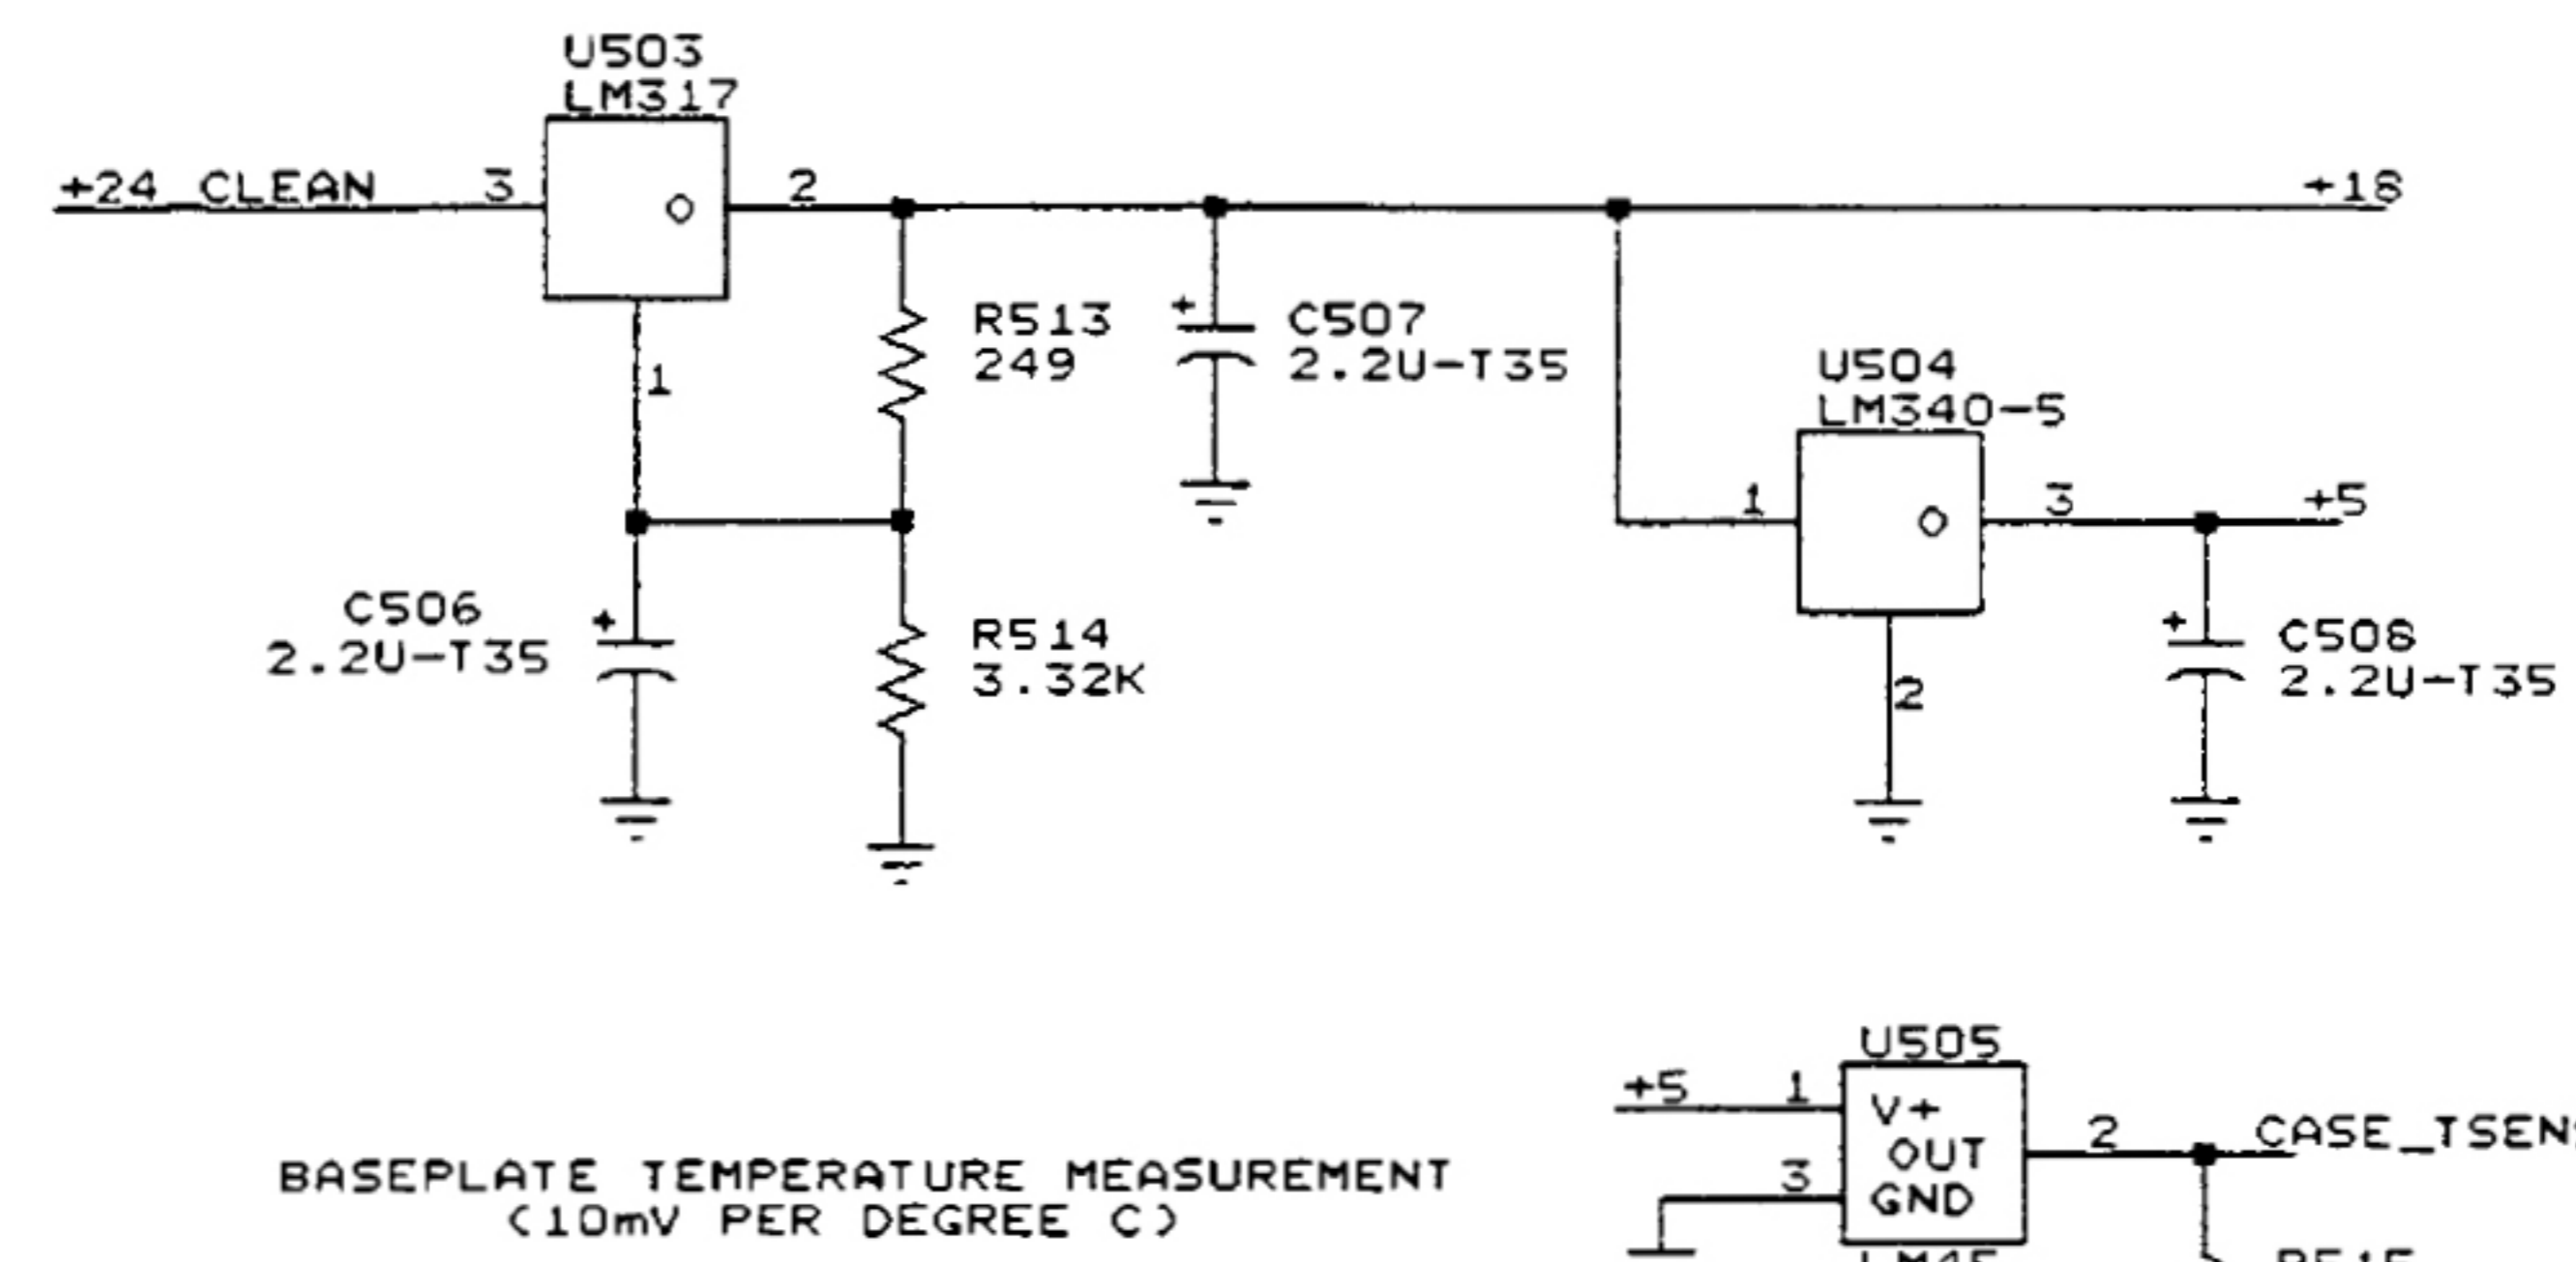 U503
LM317
+24_CLEAN
3
2
+18
1
R513
249
+
C507
2.2U-T35
U504
LM340-5
1
3
+5
2
C506
2.2U-T35
+
R514
3.32K
+
C508
2.2U-T35
U505
+5
1
V+
OUT
GND
3
2
BASEPLATE TEMPERATURE MEASUREMENT
(10mV PER DEGREE C)